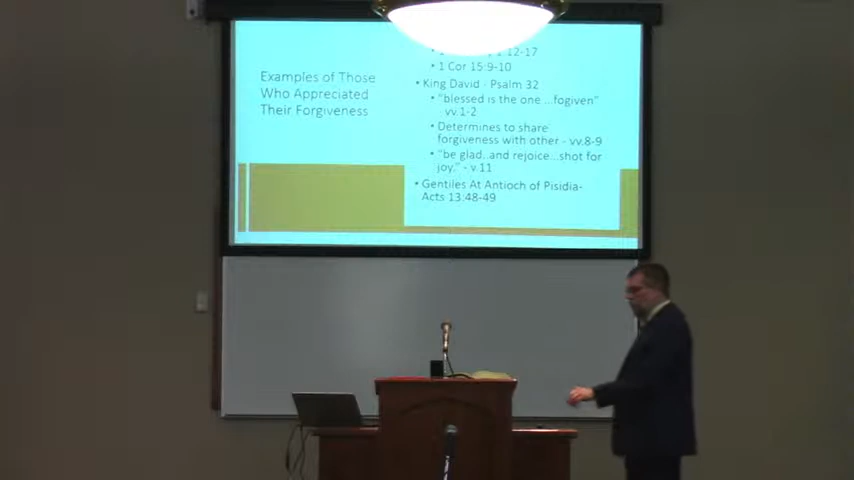 Examples of Those
Who Appreciated
Their Forgiveness
12-17
• 1 Cor 15:9-10
• King David - Psalm 32
• "blessed is the one ...fogiven"
vv.1-2
• Determines to share
forgiveness with other - vv.8-9
• "be glad..and rejoice...shot for
joy." - v.11
• Gentiles At Antioch of Pisidia-
Acts 13:48-49